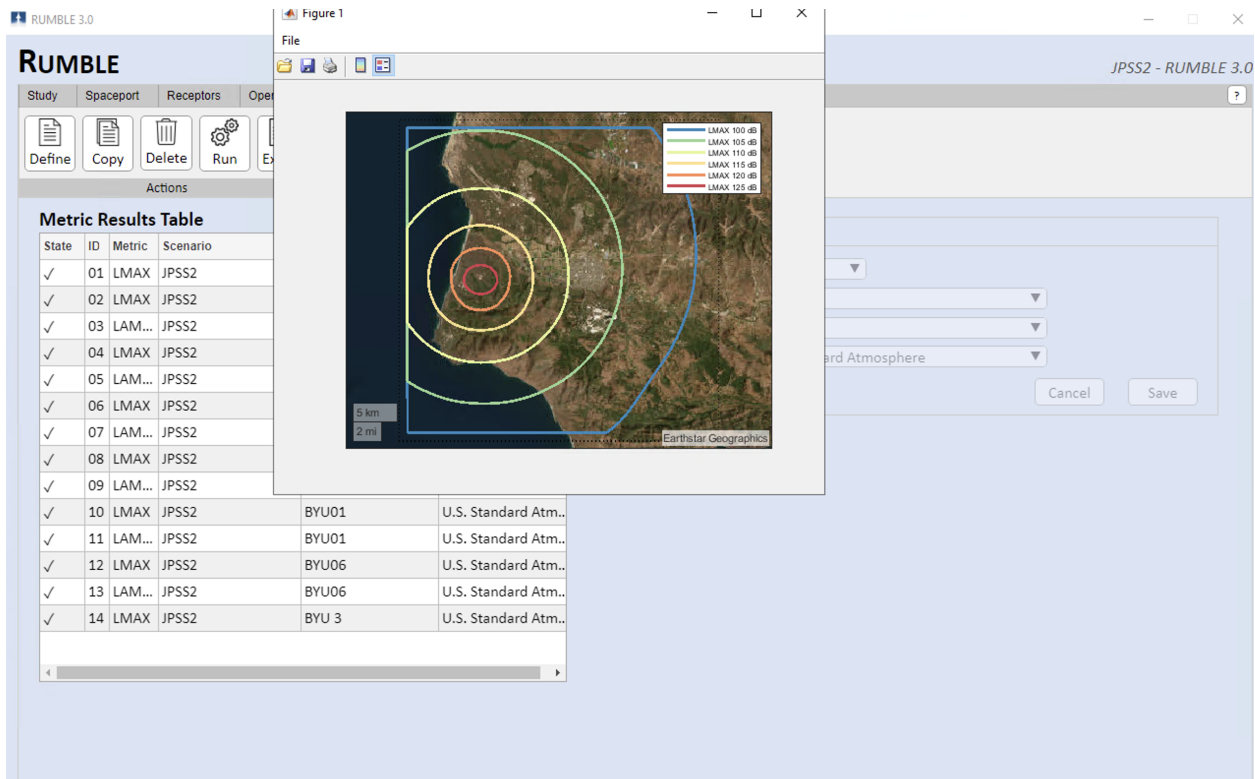 RUMBLE 3.0
Figure 1
File
RUMBLE
JPSS2 - RUMBLE 3.0
Study Spaceport Receptors Oper
?
Define Copy Delete Run Ex
Actions
LMAX 100 dB
LMAX 105 dB
LMAX 110 dB
LMAX 115 dB
LMAX 120 dB
LMAX 125 dB
5 km
2 mi
Earthstar Geographics
Metric Results Table
State ID Metric Scenario
✓ 01 LMAX JPSS2
✓ 02 LMAX JPSS2
✓ 03 LAM... JPSS2
✓ 04 LMAX JPSS2
✓ 05 LAM... JPSS2
✓ 06 LMAX JPSS2
✓ 07 LAM... JPSS2
✓ 08 LMAX JPSS2
✓ 09 LAM... JPSS2
✓ 10 LMAX JPSS2 BYU01 U.S. Standard Atm..
✓ 11 LAM... JPSS2 BYU01 U.S. Standard Atm..
✓ 12 LMAX JPSS2 BYU06 U.S. Standard Atm..
✓ 13 LAM... JPSS2 BYU06 U.S. Standard Atm..
✓ 14 LMAX JPSS2 BYU 3 U.S. Standard Atm..
ard Atmosphere
Cancel Save